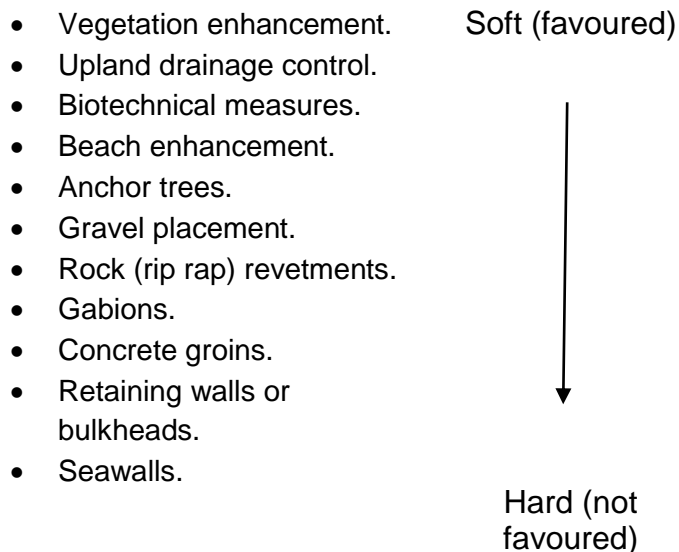 • Vegetation enhancement.
• Upland drainage control.
• Biotechnical measures.
• Beach enhancement.
• Anchor trees.
• Gravel placement.
• Rock (rip rap) revetments.
• Gabions.
• Concrete groins.
• Retaining walls or
bulkheads.
• Seawalls.
Soft (favoured)
Hard (not
favoured)